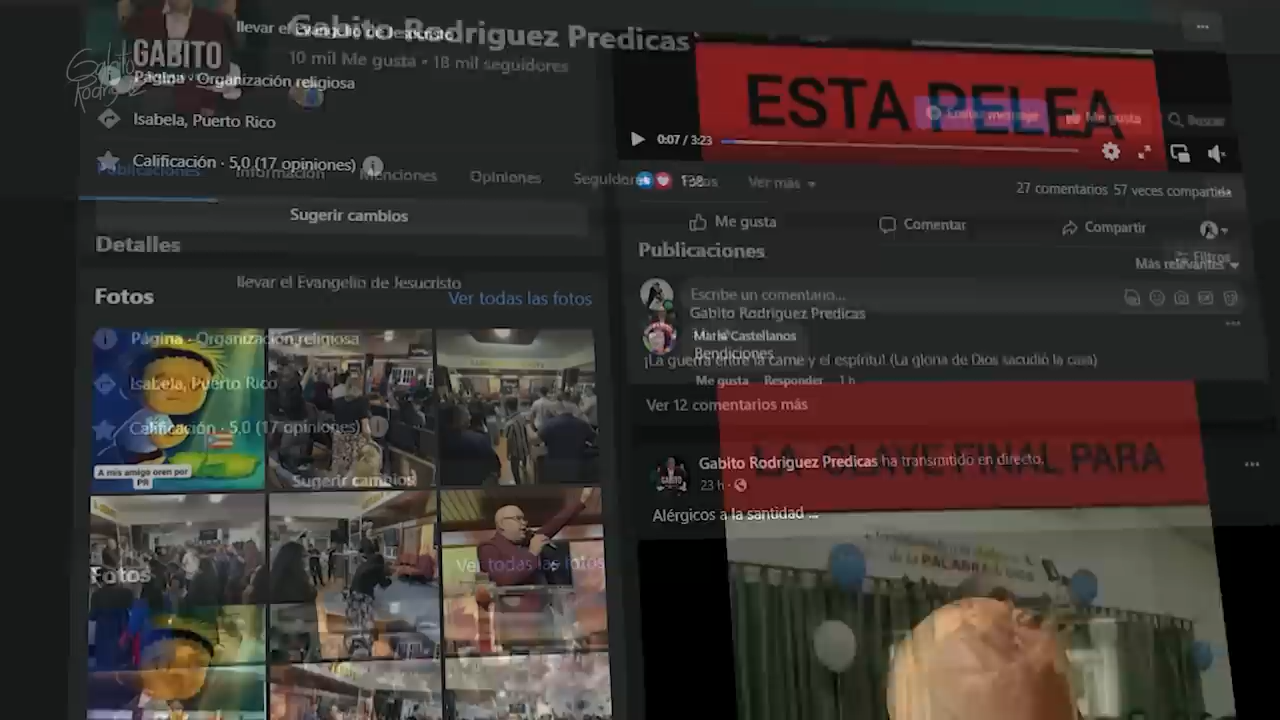 llevar el Evangelio de Jesucristo
Gabito Rodriguez Predicas
10 mil Me gusta • 18 mil seguidores
GABITO
Gabito Rodriguez
Página · Organización religiosa
Isabela, Puerto Rico
Calificación · 5,0 (17 opiniones)
Publicaciones
Información
Menciones
Opiniones
Seguidores
Fotos
Ver más
Sugerir cambios
Detalles
Fotos
Ver todas las fotos
llevar el Evangelio de Jesucristo
Página · Organización religiosa
Isabela, Puerto Rico
Calificación · 5,0 (17 opiniones)
A mis amigo oren por
PR
Sugerir cambios
Fotos
Ver todas las fotos
ESTA PELEA
Enviar mensaje
Me gusta
Buscar
0:07 / 3:23
138
27 comentarios 57 veces compartida
Me gusta
Comentar
Compartir
Publicaciones
Filtros
Más relevantes
Escribe un comentario...
Gabito Rodriguez Predicas
Maria Castellanos
Bendiciones
¡La guerra entre la carne y el espíritu! (La gloria de Dios sacudió la casa)
Me gusta Responder 1 h
Ver 12 comentarios más
LA CLAVE FINAL PARA
Gabito Rodriguez Predicas ha transmitido en directo.
23 h ·
Alérgicos a la santidad ...
de la PALABRA